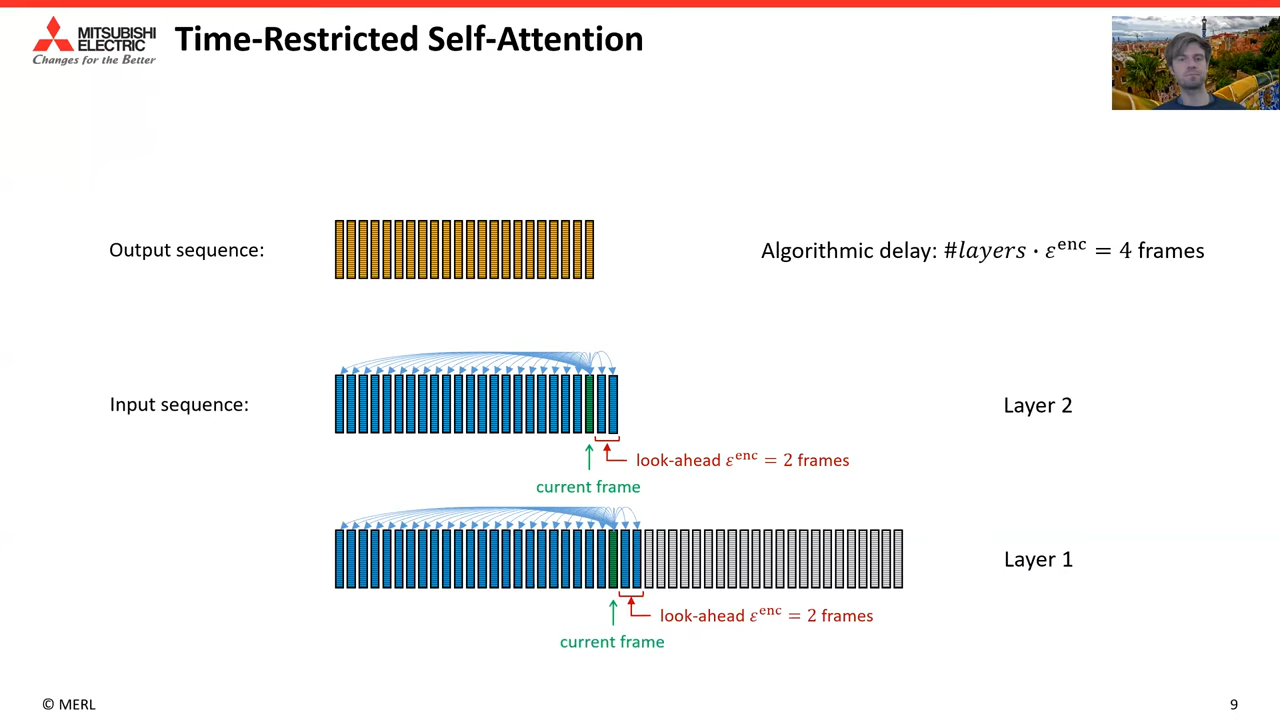 MITSUBISHI
ELECTRIC
Changes for the Better
Time-Restricted Self-Attention
Output sequence:
Algorithmic delay: #layers · ε^enc = 4 frames
Input sequence:
Layer 2
look-ahead ε^enc = 2 frames
current frame
Layer 1
look-ahead ε^enc = 2 frames
current frame
© MERL
9